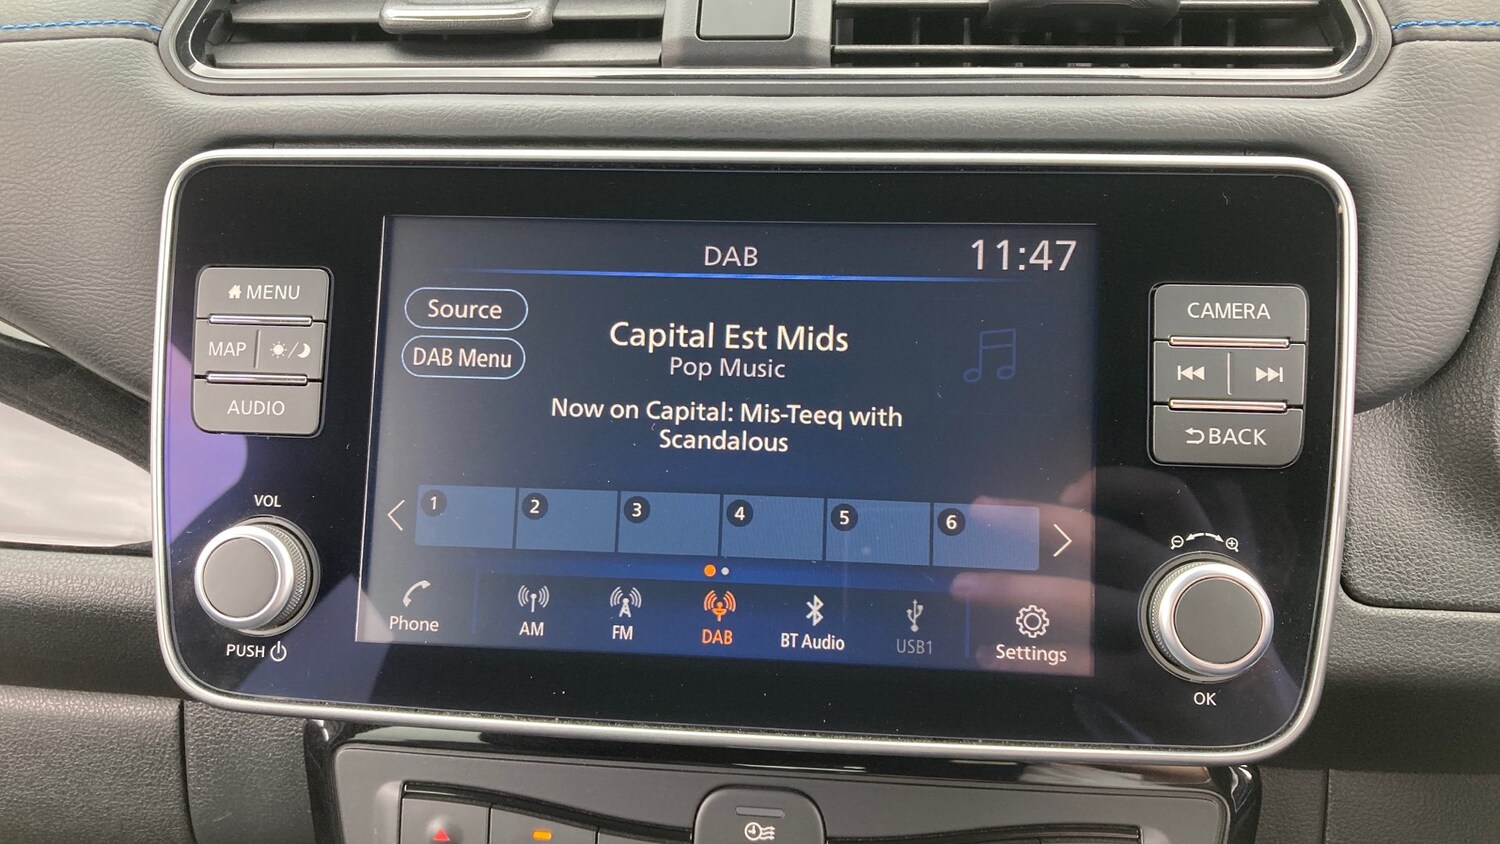 DAB
11:47
Source
DAB Menu
Capital Est Mids
Pop Music
Now on Capital: Mis-Teeq with
Scandalous
1 2 3 4 5 6
Phone
AM
FM
DAB
BT Audio
USB1
Settings
MENU
MAP
AUDIO
VOL
PUSH
CAMERA
BACK
OK